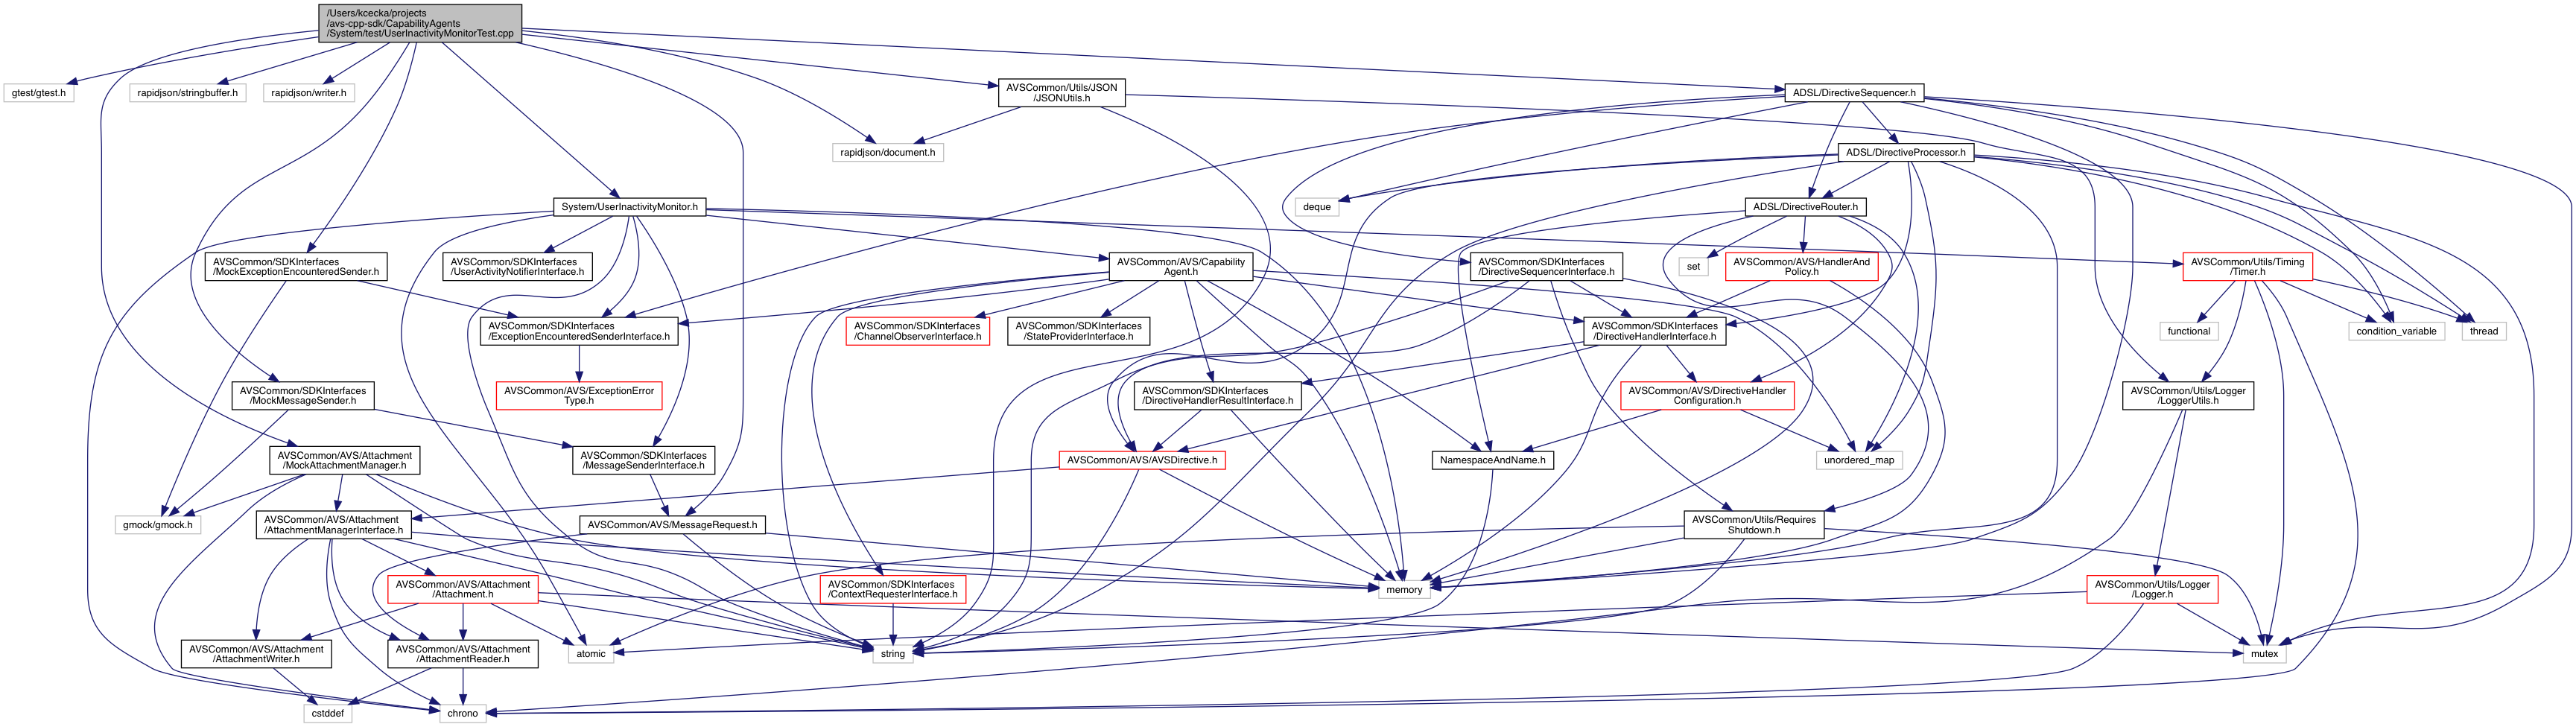 /Users/kcecka/projects
/avs-cpp-sdk/CapabilityAgents
/System/test/UserInactivityMonitorTest.cpp
gtest/gtest.h
rapidjson/stringbuffer.h
rapidjson/writer.h
AVSCommon/Utils/JSON
/JSONUtils.h
ADSL/DirectiveSequencer.h
rapidjson/document.h
ADSL/DirectiveProcessor.h
System/UserInactivityMonitor.h
deque
ADSL/DirectiveRouter.h
AVSCommon/SDKInterfaces
/MockExceptionEncounteredSender.h
AVSCommon/SDKInterfaces
/UserActivityNotifierInterface.h
AVSCommon/AVS/Capability
Agent.h
AVSCommon/SDKInterfaces
/DirectiveSequencerInterface.h
set
AVSCommon/AVS/HandlerAnd
Policy.h
AVSCommon/Utils/Timing
/Timer.h
AVSCommon/SDKInterfaces
/ExceptionEncounteredSenderInterface.h
AVSCommon/SDKInterfaces
/ChannelObserverInterface.h
AVSCommon/SDKInterfaces
/StateProviderInterface.h
AVSCommon/SDKInterfaces
/DirectiveHandlerInterface.h
functional
condition_variable
thread
AVSCommon/SDKInterfaces
/MockMessageSender.h
AVSCommon/AVS/ExceptionError
Type.h
AVSCommon/SDKInterfaces
/DirectiveHandlerResultInterface.h
AVSCommon/AVS/DirectiveHandler
Configuration.h
AVSCommon/Utils/Logger
/LoggerUtils.h
AVSCommon/AVS/Attachment
/MockAttachmentManager.h
AVSCommon/SDKInterfaces
/MessageSenderInterface.h
AVSCommon/AVS/AVSDirective.h
NamespaceAndName.h
unordered_map
gmock/gmock.h
AVSCommon/AVS/Attachment
/AttachmentManagerInterface.h
AVSCommon/AVS/MessageRequest.h
AVSCommon/Utils/Requires
Shutdown.h
AVSCommon/AVS/Attachment
/Attachment.h
AVSCommon/SDKInterfaces
/ContextRequesterInterface.h
memory
AVSCommon/Utils/Logger
/Logger.h
AVSCommon/AVS/Attachment
/AttachmentWriter.h
AVSCommon/AVS/Attachment
/AttachmentReader.h
atomic
string
mutex
cstddef
chrono